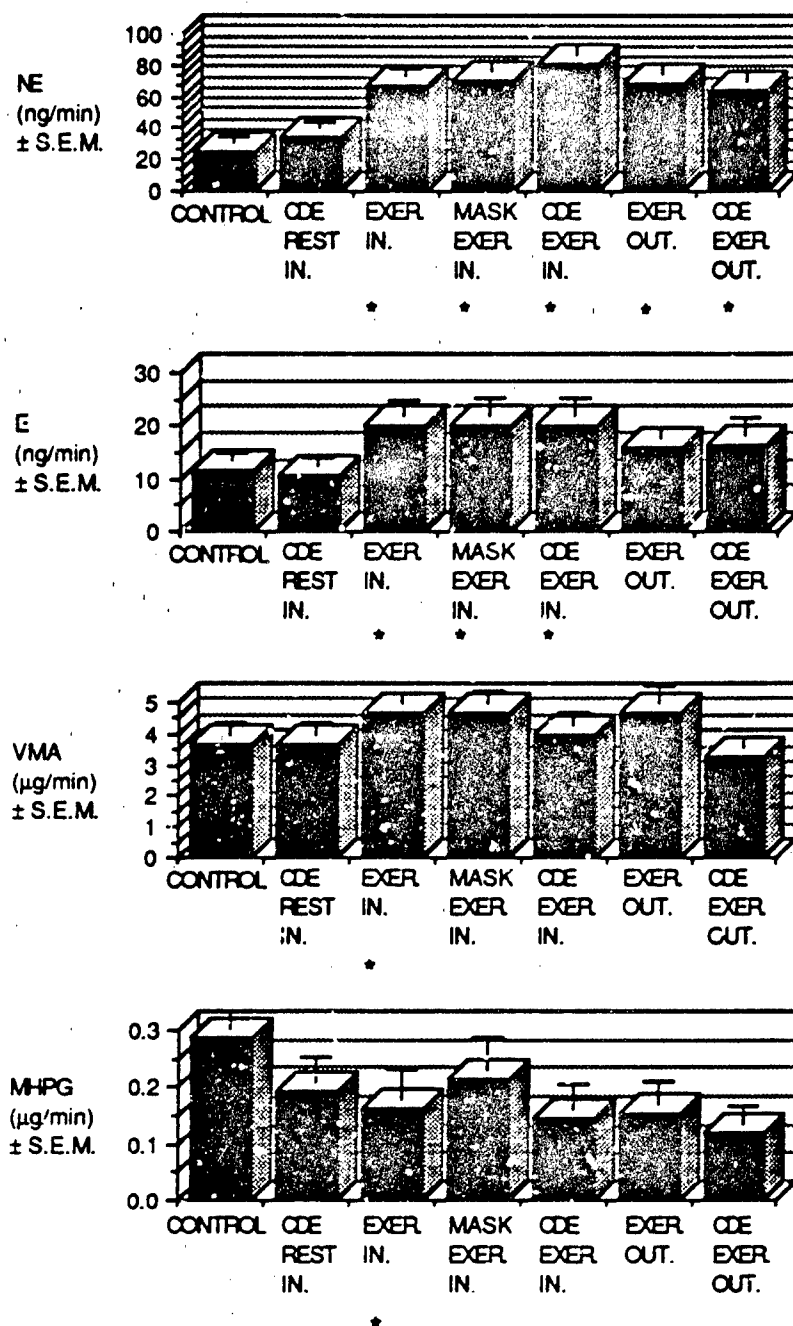 NE
(ng/min)
± S.E.M.
100
80
60
40
20
0
CONTROL CDE EXER MASK CDE EXER CDE
REST IN. EXER EXER OUT. EXER
IN. IN. IN. OUT.
* * * * *
E
(ng/min)
± S.E.M.
30
20
10
0
CONTROL CDE EXER MASK CDE EXER CDE
REST IN. EXER EXER OUT. EXER
IN. IN. IN. OUT.
* * *
VMA
(µg/min)
± S.E.M.
5
4
3
2
1
0
CONTROL CDE EXER MASK CDE EXER CDE
REST IN. EXER EXER OUT. EXER
IN. IN. IN. OUT.
*
MHPG
(µg/min)
± S.E.M.
0.3
0.2
0.1
0.0
CONTROL CDE EXER MASK CDE EXER CDE
REST IN. EXER EXER OUT. EXER
IN. IN. IN. OUT.
*